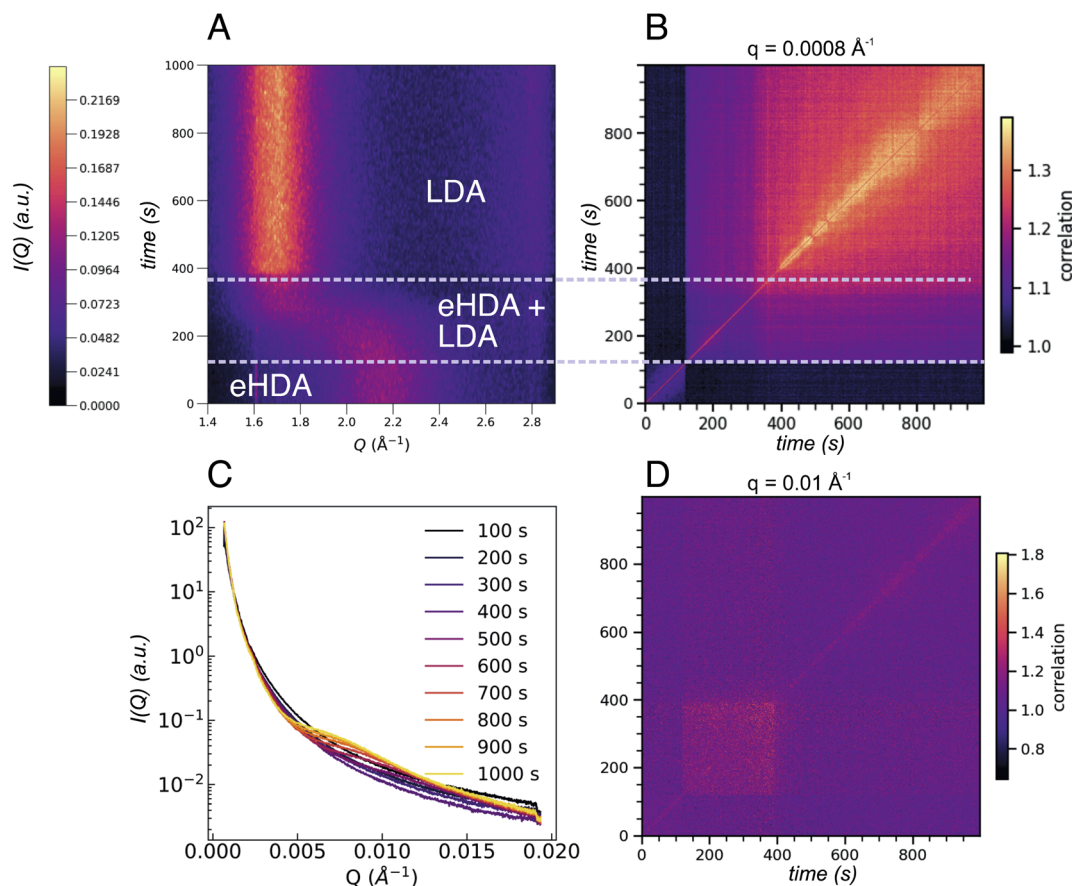 A
B
q = 0.0008 Å⁻¹
I(Q) (a.u.)
0.2169
0.1928
0.1687
0.1446
0.1205
0.0964
0.0723
0.0482
0.0241
0.0000
time (s)
1000
800
600
400
200
0
LDA
eHDA +
LDA
eHDA
1.4 1.6 1.8 2.0 2.2 2.4 2.6 2.8
Q (Å⁻¹)
time (s)
800
600
400
200
0
0 200 400 600 800
time (s)
1.3
1.2
1.1
1.0
correlation
C
D
q = 0.01 Å⁻¹
I(Q) (a.u.)
10²
10¹
10⁰
10⁻¹
10⁻²
100 s
200 s
300 s
400 s
500 s
600 s
700 s
800 s
900 s
1000 s
0.000 0.005 0.010 0.015 0.020
Q (Å⁻¹)
800
600
400
200
0
0 200 400 600 800
time (s)
1.8
1.6
1.4
1.2
1.0
0.8
correlation